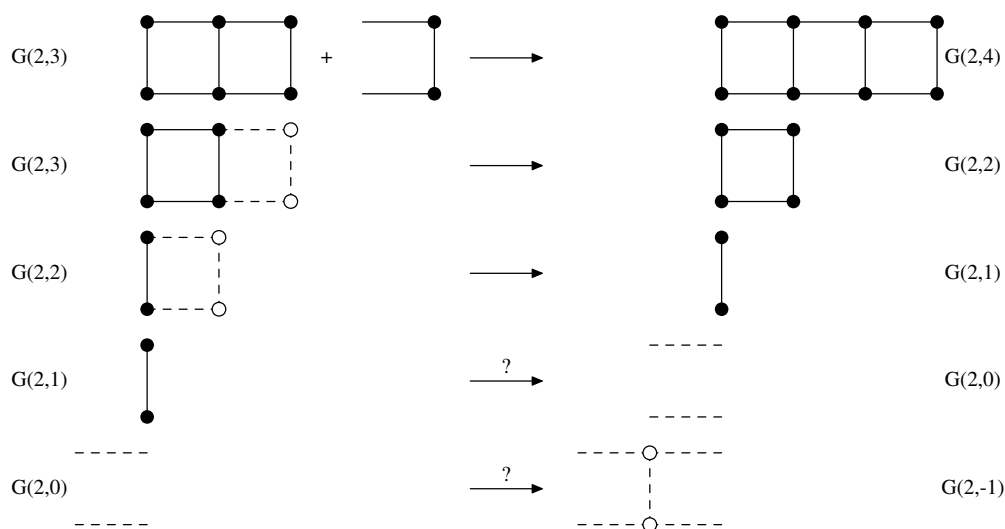 G(2,3) + G(2,4)
G(2,3) G(2,2)
G(2,2) G(2,1)
G(2,1) ? G(2,0)
G(2,0) ? G(2,-1)